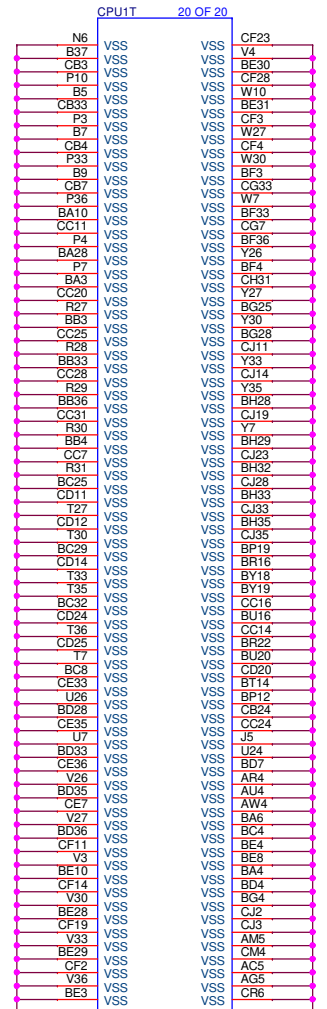 CPU1T 20 OF 20
N6 VSS VSS CF23
B37 VSS VSS V4
CB3 VSS VSS BE30
P10 VSS VSS CF28
B5 VSS VSS W10
CB33 VSS VSS BE31
P3 VSS VSS CF3
B7 VSS VSS W27
CB4 VSS VSS CF4
P33 VSS VSS W30
B9 VSS VSS BF3
CB7 VSS VSS CG33
P36 VSS VSS W7
BA10 VSS VSS BF33
CC11 VSS VSS CG7
P4 VSS VSS BF36
BA28 VSS VSS Y26
P7 VSS VSS BF4
BA3 VSS VSS CH31
CC20 VSS VSS Y27
R27 VSS VSS BG25
BB3 VSS VSS Y30
CC25 VSS VSS BG28
R28 VSS VSS CJ11
BB33 VSS VSS Y33
CC28 VSS VSS CJ14
R29 VSS VSS Y35
BB36 VSS VSS BH28
CC31 VSS VSS CJ19
R30 VSS VSS Y7
BB4 VSS VSS BH29
CC7 VSS VSS CJ23
R31 VSS VSS BH32
BC25 VSS VSS CJ28
CD11 VSS VSS BH33
T27 VSS VSS CJ33
CD12 VSS VSS BH35
T30 VSS VSS CJ35
BC29 VSS VSS BP19
CD14 VSS VSS BR16
T33 VSS VSS BY18
T35 VSS VSS BY19
BC32 VSS VSS CC16
CD24 VSS VSS BU16
T36 VSS VSS CC14
CD25 VSS VSS BR22
T7 VSS VSS BU20
BC8 VSS VSS CD20
CE33 VSS VSS BT14
U26 VSS VSS BP12
BD28 VSS VSS CB24
CE35 VSS VSS CC24
U7 VSS VSS J5
BD33 VSS VSS U24
CE36 VSS VSS BD7
V26 VSS VSS AR4
BD35 VSS VSS AU4
CE7 VSS VSS AW4
V27 VSS VSS BA6
BD36 VSS VSS BC4
CF11 VSS VSS BE4
V3 VSS VSS BE8
BE10 VSS VSS BA4
CF14 VSS VSS BD4
V30 VSS VSS BG4
BE28 VSS VSS CJ2
CF19 VSS VSS CJ3
V33 VSS VSS AM5
BE29 VSS VSS CM4
CF2 VSS VSS AC5
V36 VSS VSS AG5
BE3 VSS VSS CR6